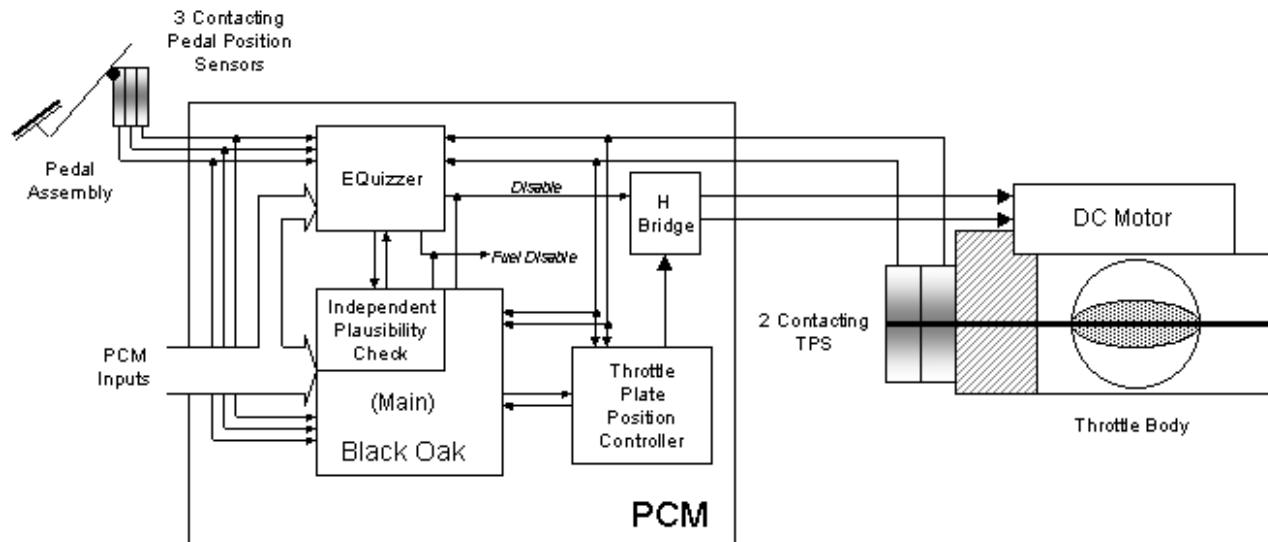 3 Contacting
Pedal Position
Sensors
Pedal
Assembly
EQuizzer
Disable
H
Bridge
DC Motor
Fuel Disable
Independent
Plausibility
Check
2 Contacting
TPS
PCM
Inputs
(Main)
Black Oak
Throttle
Plate
Position
Controller
Throttle Body
PCM